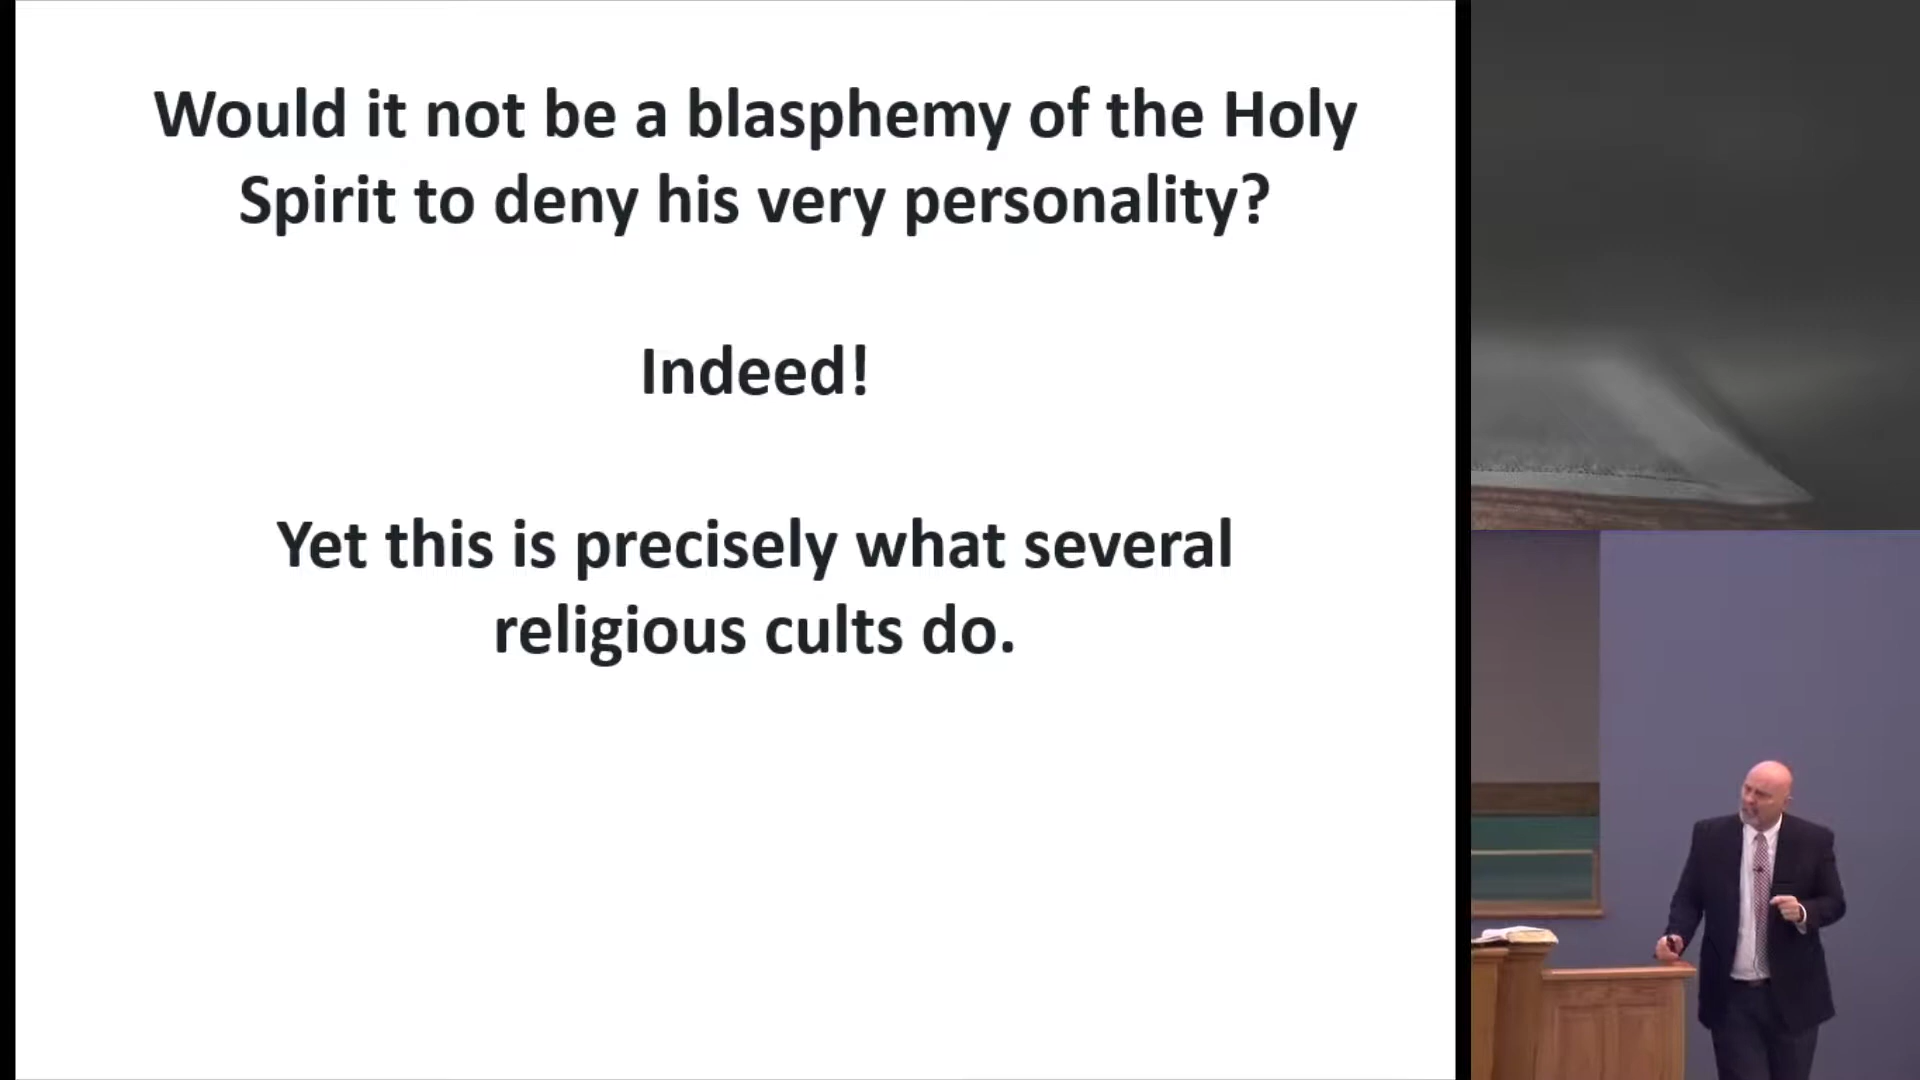 Would it not be a blasphemy of the Holy
Spirit to deny his very personality?
Indeed!
Yet this is precisely what several
religious cults do.